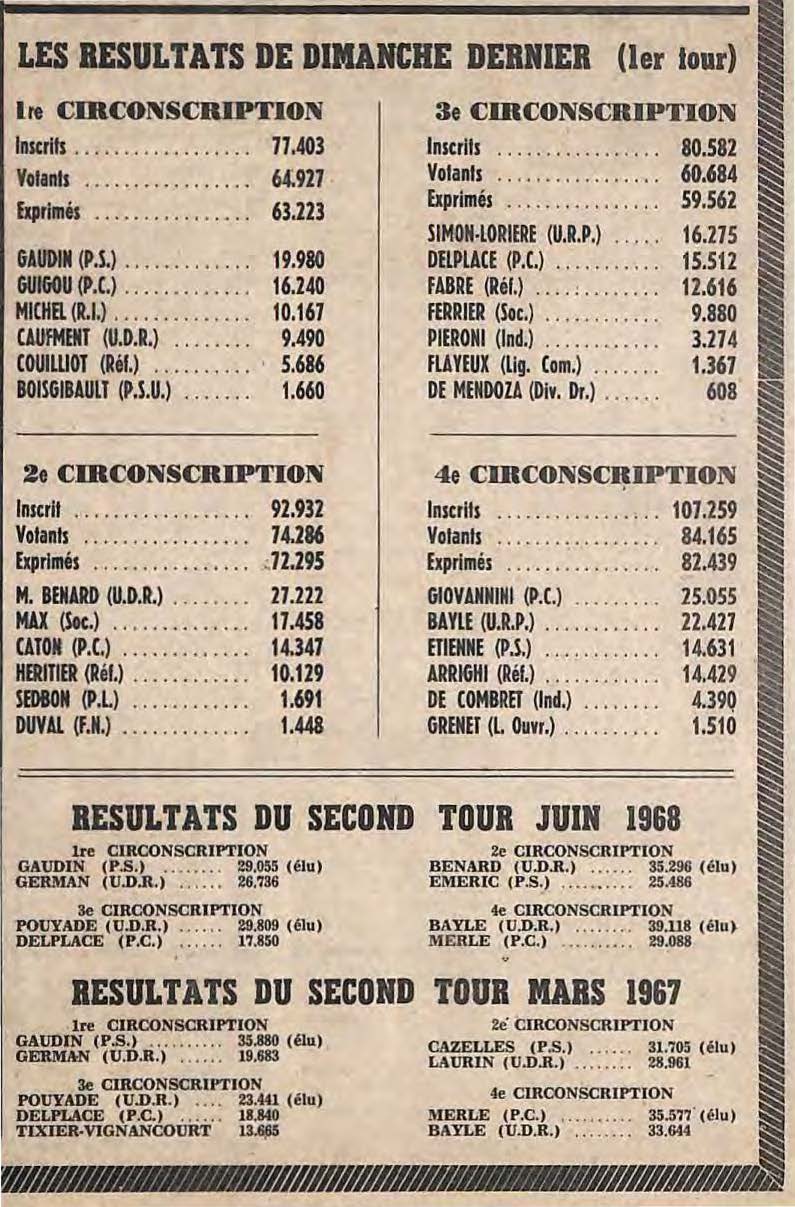 LES RESULTATS DE DIMANCHE DERNIER (1er tour)
1re CIRCONSCRIPTION
Inscrits .................. 77.403
Votants ................. 64.927
Exprimés ................ 63.223
GAUDIN (P.S.) ............. 19.980
GUIGOU (P.C.) ............. 16.240
MICHEL (R.I.) .............. 10.167
CAUFMENT (U.D.R.) ........ 9.490
COUILLIOT (Réf.) .......... 5.686
BOISGIBAULT (P.S.U.) ....... 1.660
2e CIRCONSCRIPTION
Inscrit .................. 92.932
Votants ................. 74.286
Exprimés ................ 72.295
M. BENARD (U.D.R.) ........ 27.222
MAX (Soc.) .............. 17.458
CATON (P.C.) ............. 14.347
HERITIER (Réf.) ............ 10.129
SEDBON (P.L.) ............ 1.691
DUVAL (F.N.) ............. 1.448
3e CIRCONSCRIPTION
Inscrits ................. 80.582
Votants ................. 60.684
Exprimés ................ 59.562
SIMON-LORIERE (U.R.P.) ..... 16.275
DELPLACE (P.C.) ........... 15.512
FABRE (Réf.) ............. 12.616
FERRIER (Soc.) ............ 9.880
PIERONI (Ind.) ............ 3.274
FLAYEUX (Lig. Com.) ....... 1.367
DE MENDOZA (Div. Dr.) ...... 608
4e CIRCONSCRIPTION
Inscrits ................. 107.259
Votants ................. 84.165
Exprimés ................ 82.439
GIOVANNINI (P.C.) ......... 25.055
BAYLE (U.R.P.) ............ 22.427
ETIENNE (P.S.) ............ 14.631
ARRIGHI (Réf.) ............ 14.429
DE COMBRET (Ind.) ........ 4.390
GRENET (L. Ouvr.) .......... 1.510
RESULTATS DU SECOND TOUR JUIN 1968
1re CIRCONSCRIPTION
GAUDIN (P.S.) ........ 29,055 (élu)
GERMAN (U.D.R.) ...... 26,736
2e CIRCONSCRIPTION
BENARD (U.D.R.) ...... 35.296 (élu)
EMERIC (P.S.) .......... 25.486
3e CIRCONSCRIPTION
POUYADE (U.D.R.) ...... 29.809 (élu)
DELPLACE (P.C.) ...... 17.850
4e CIRCONSCRIPTION
BAYLE (U.D.R.) ........ 39.118 (élu)
MERLE (P.C.) .......... 29.088
RESULTATS DU SECOND TOUR MARS 1967
1re CIRCONSCRIPTION
GAUDIN (P.S.) .......... 35.880 (élu)
GERMAN (U.D.R.) ...... 19.683
2e CIRCONSCRIPTION
CAZELLES (P.S.) ...... 31.705 (élu)
LAURIN (U.D.R.) ........ 28.961
3e CIRCONSCRIPTION
POUYADE (U.D.R.) .... 23.441 (élu)
DELPLACE (P.C.) ...... 18,840
TIXIER-VIGNANCOURT 13.665
4e CIRCONSCRIPTION
MERLE (P.C.) .......... 35.577 (élu)
BAYLE (U.D.R.) ........ 33.644